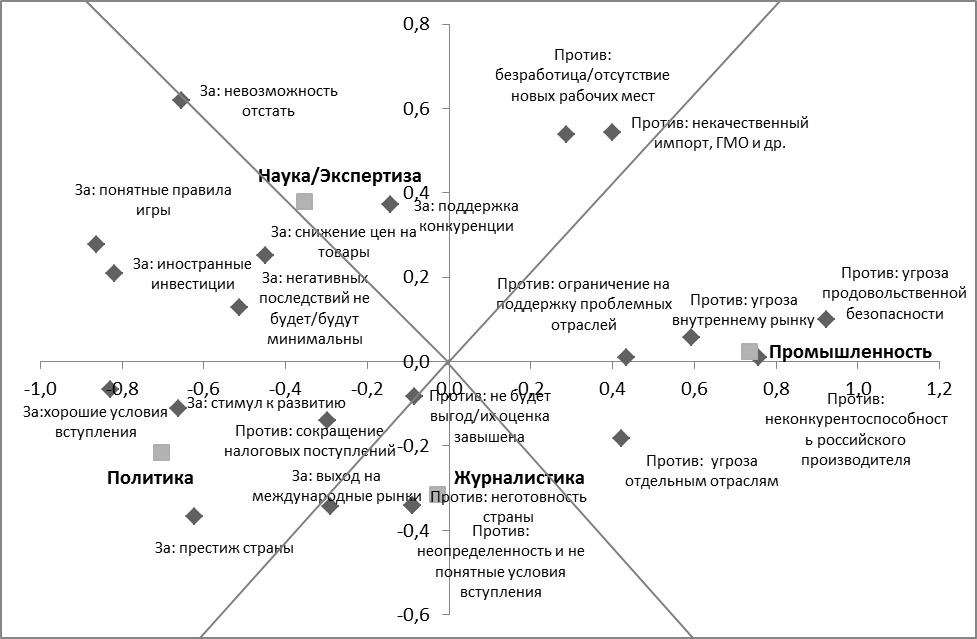 0,8
Против:
безработица/отсутствие
новых рабочих мест
За: невозможность
отстать
0,6
Против: некачественный
импорт, ГМО и др.
Наука/Экспертиза
За: понятные правила
игры
0,4
За: поддержка
конкуренции
За: снижение цен на
товары
За: иностранные
инвестиции
0,2
За: негативных
последствий не
будет/будут
минимальны
Против: ограничение на
поддержку проблемных
отраслей
Против: угроза
внутреннему рынку
Против: угроза
продовольственной
безопасности
Промышленность
0,0
-1,0
-0,8
-0,6
-0,4
-0,2
0,0
0,2
0,4
0,6
0,8
1,0
1,2
За:хорошие условия
вступления
За: стимул к развитию
Против: не будет
выгод/их оценка
завышена
Против:
неконкурентоспособност
ь российского
производителя
Против: сокращение
налоговых поступлений
-0,2
Против:  угроза
отдельным отраслям
Политика
За: выход на
международные рынки
Журналистика
Против: неготовность
страны
-0,4
Против:
неопределенность и не
понятные условия
вступления
За: престиж страны
-0,6